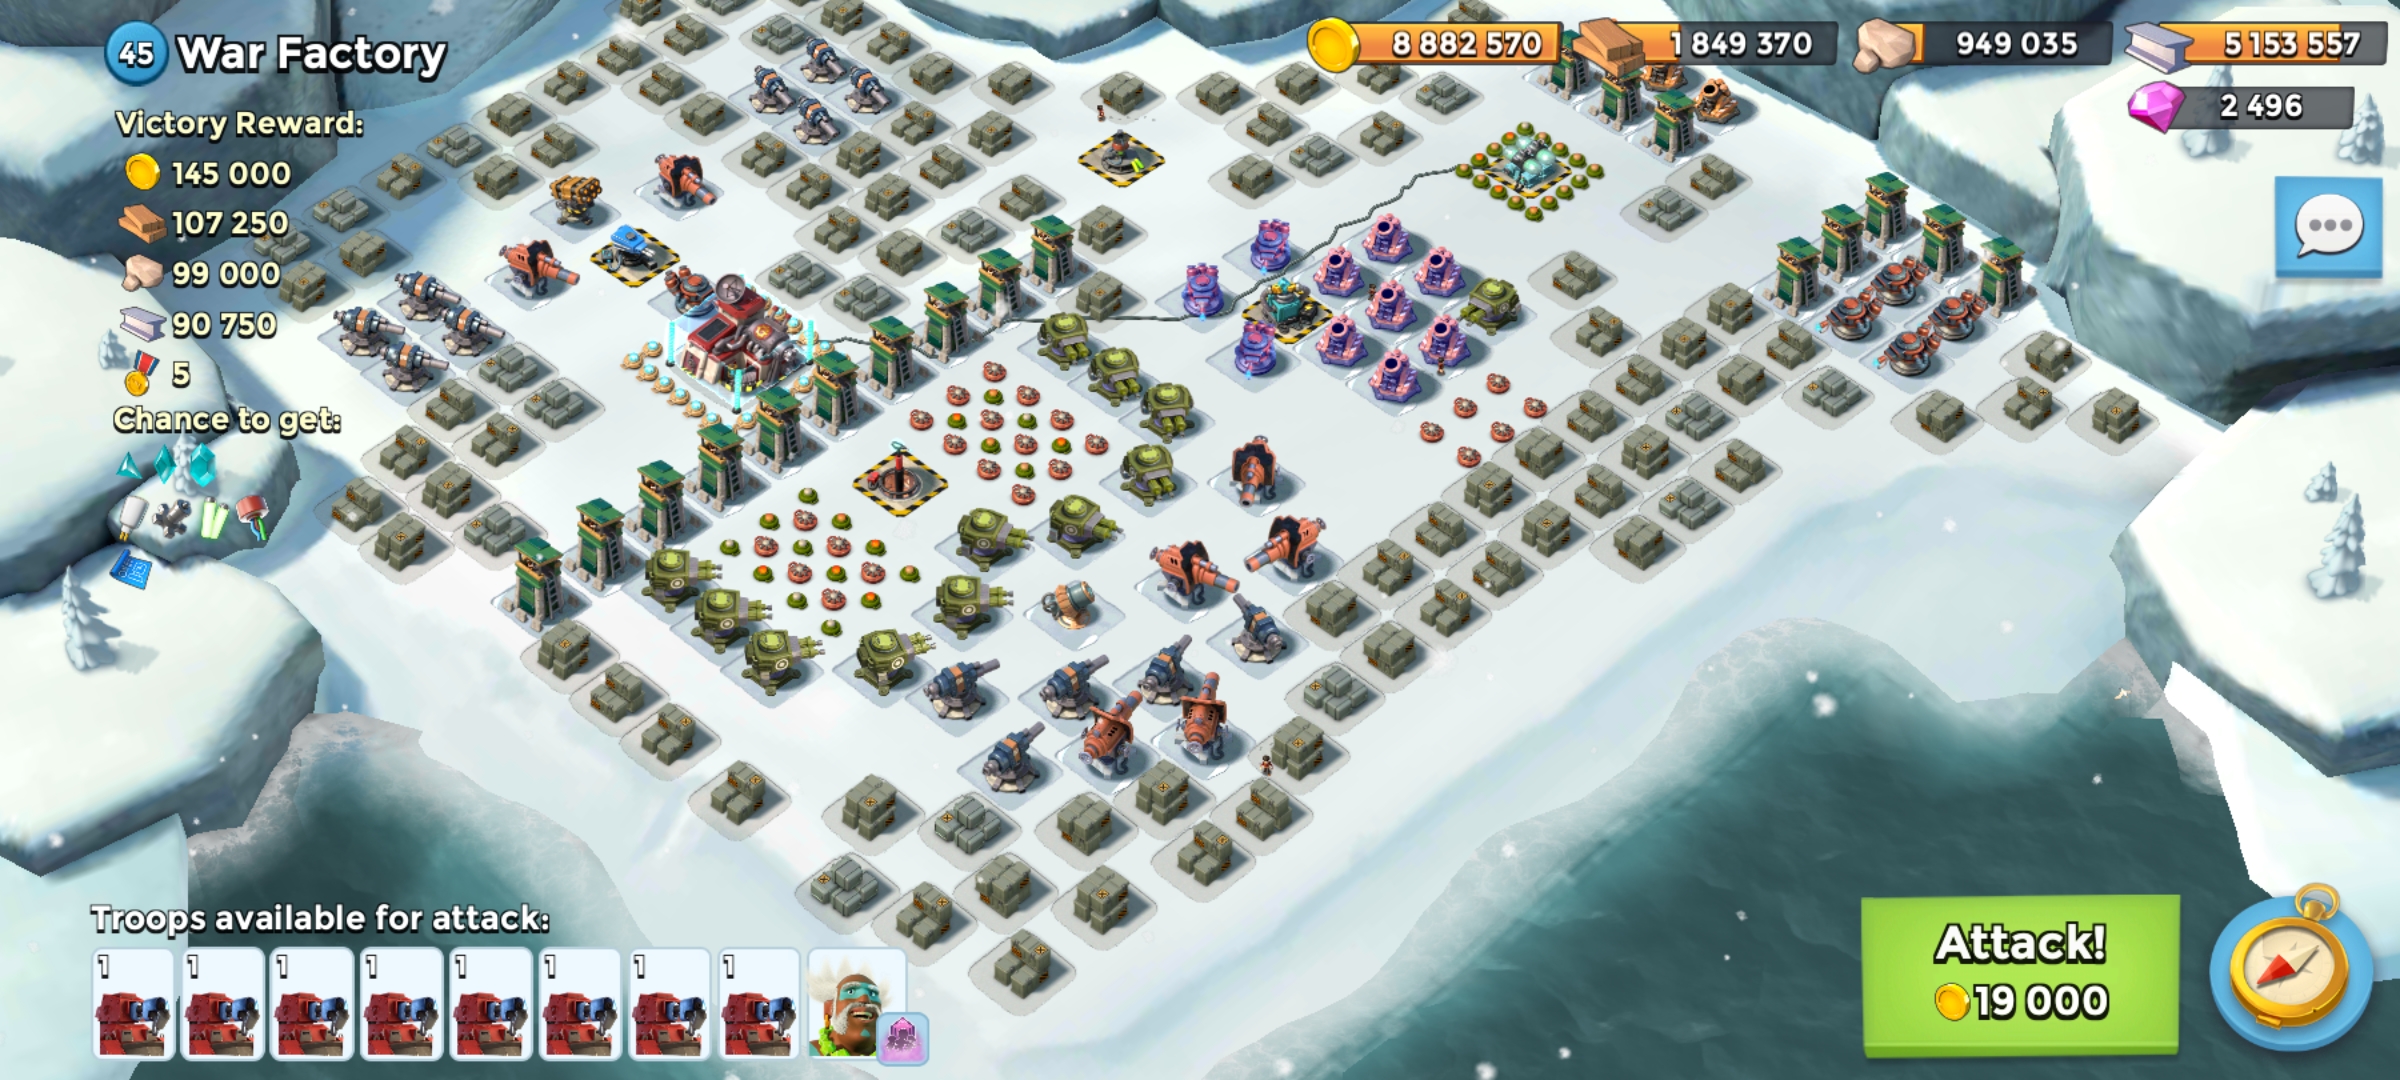 45 War Factory
8 882 570
1 849 370
949 035
5 153 557
2 496
Victory Reward:
145 000
107 250
99 000
90 750
5
Chance to get:
Troops available for attack:
1 1 1 1 1 1 1 1
Attack!
19 000